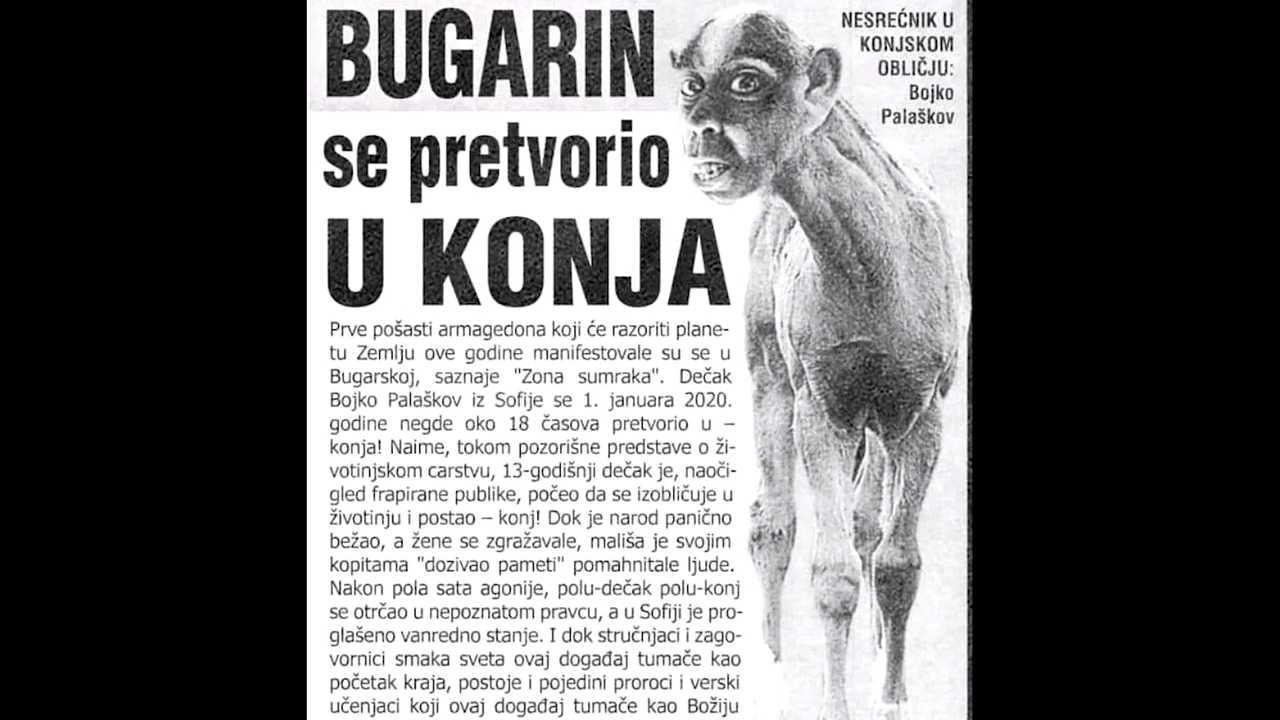 BUGARIN
se pretvorio
U KONJA
NESREĆNIK U
KONJSKOM
OBLIČJU:
Bojko
Palaškov
Prve pošasti armagedona koji će razoriti plane-
tu Zemlju ove godine manifestovale su se u
Bugarskoj, saznaje "Zona sumraka". Dečak
Bojko Palaškov iz Sofije se 1. januara 2020.
godine negde oko 18 časova pretvorio u –
konja! Naime, tokom pozorišne predstave o ži-
votinjskom carstvu, 13-godišnji dečak je, naoči-
gled frapirane publike, počeo da se izobličuje u
životinju i postao – konj! Dok je narod panično
bežao, a žene se zgražavale, mališa je svojim
kopitama "dozivao pameti" pomahnitale ljude.
Nakon pola sata agonije, polu-dečak polu-konj
se otrčao u nepoznatom pravcu, a u Sofiji je pro-
glašeno vanredno stanje. I dok stručnjaci i zago-
vornici smaka sveta ovaj događaj tumače kao
početak kraja, postoje i pojedini proroci i verski
učenjaci koji ovaj događaj tumače kao Božiju